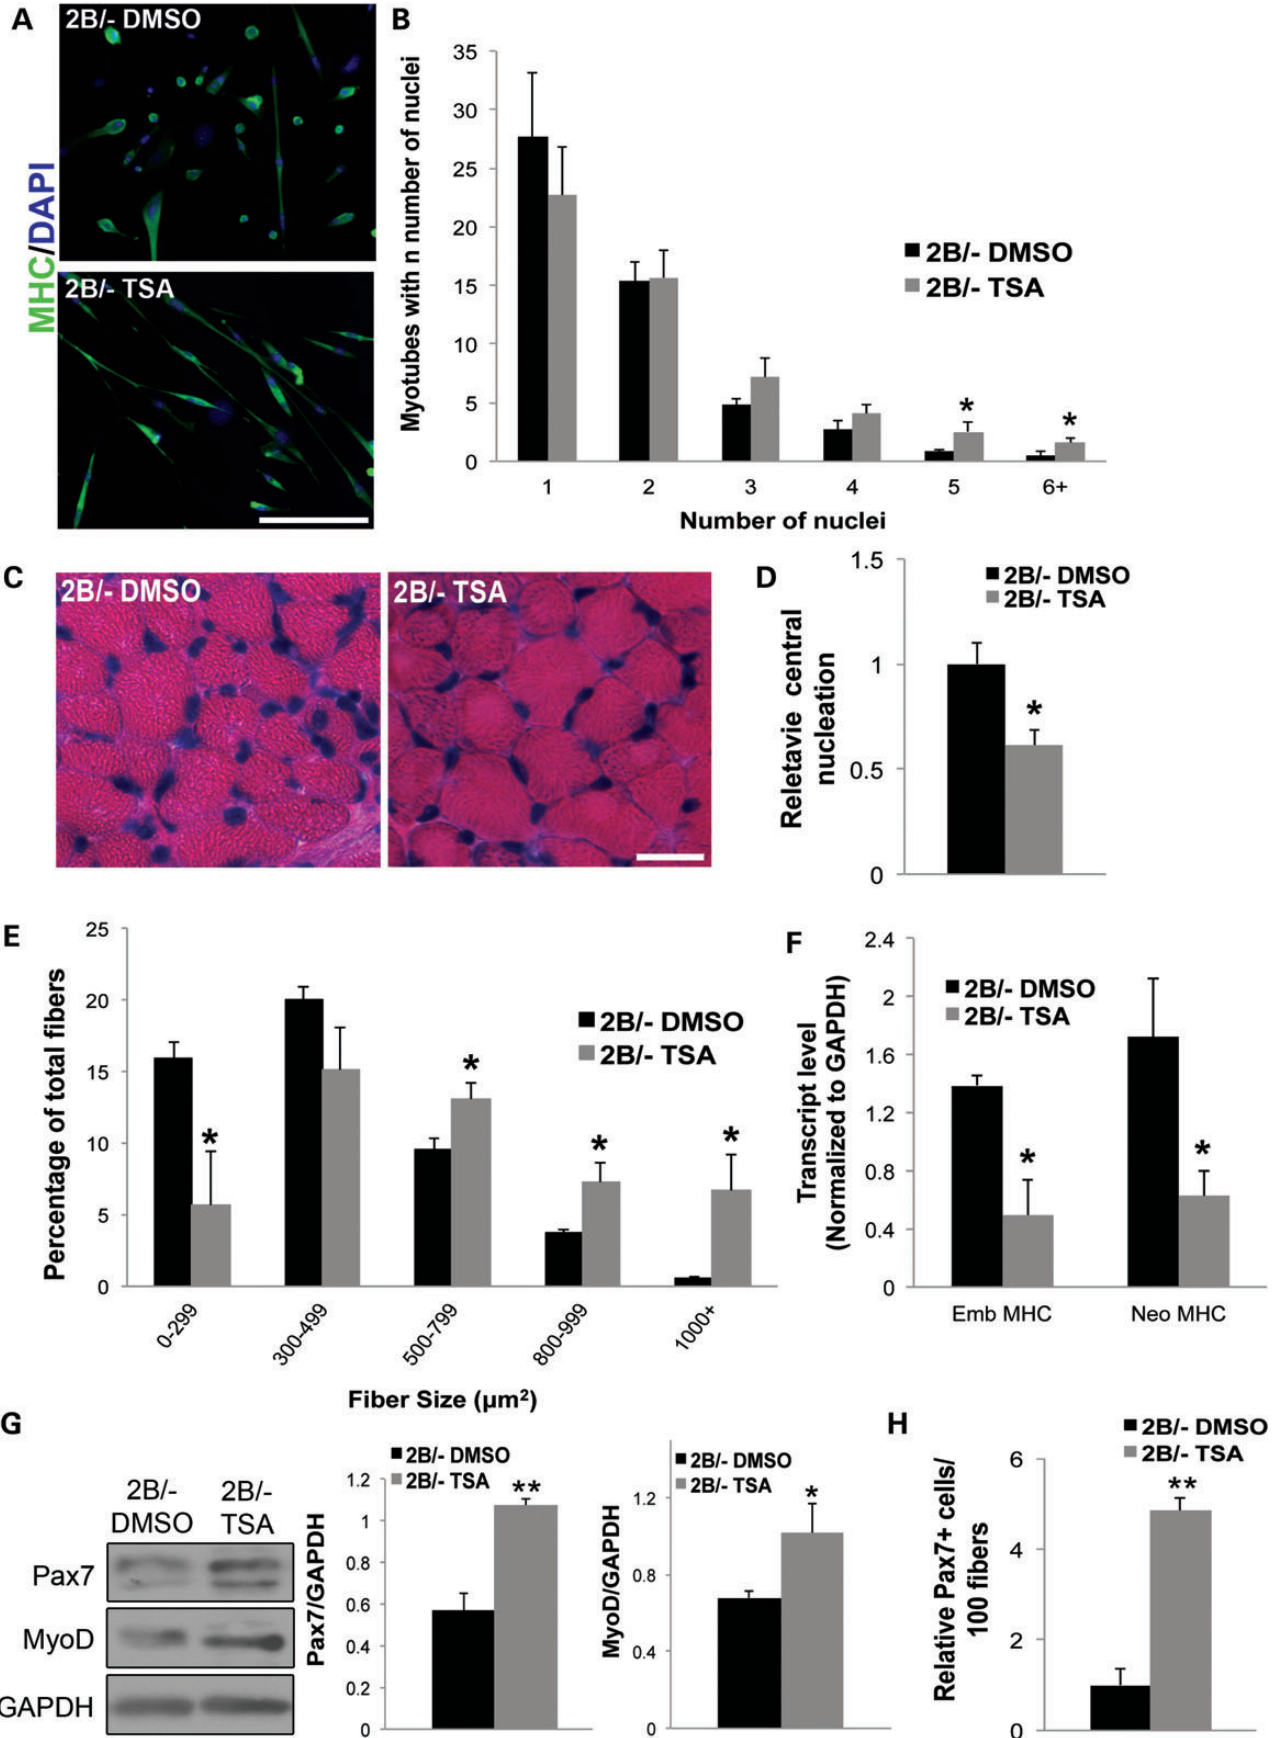 A
2B/- DMSO
2B/- TSA
MHC/DAPI
B
Myotubes with n number of nuclei
35
30
25
20
15
10
5
0
2B/- DMSO
2B/- TSA
*
*
1 2 3 4 5 6+
Number of nuclei
C
2B/- DMSO
2B/- TSA
D
Reletavie central
nucleation
1.5
1
0.5
0
2B/- DMSO
2B/- TSA
*
E
Percentage of total fibers
25
20
15
10
5
0
2B/- DMSO
2B/- TSA
*
*
*
*
0-299
300-499
500-799
800-999
1000+
Fiber Size (µm²)
F
Transcript level
(Normalized to GAPDH)
2.4
2
1.6
1.2
0.8
0.4
0
2B/- DMSO
2B/- TSA
*
*
Emb MHC Neo MHC
G
2B/-
DMSO
2B/-
TSA
Pax7
MyoD
GAPDH
Pax7/GAPDH
1.2
1
0.8
0.6
0.4
0.2
0
2B/- DMSO
2B/- TSA
**
MyoD/GAPDH
1.2
0.8
0.4
0
2B/- DMSO
2B/- TSA
*
H
Relative Pax7+ cells/
100 fibers
6
4
2
0
2B/- DMSO
2B/- TSA
**